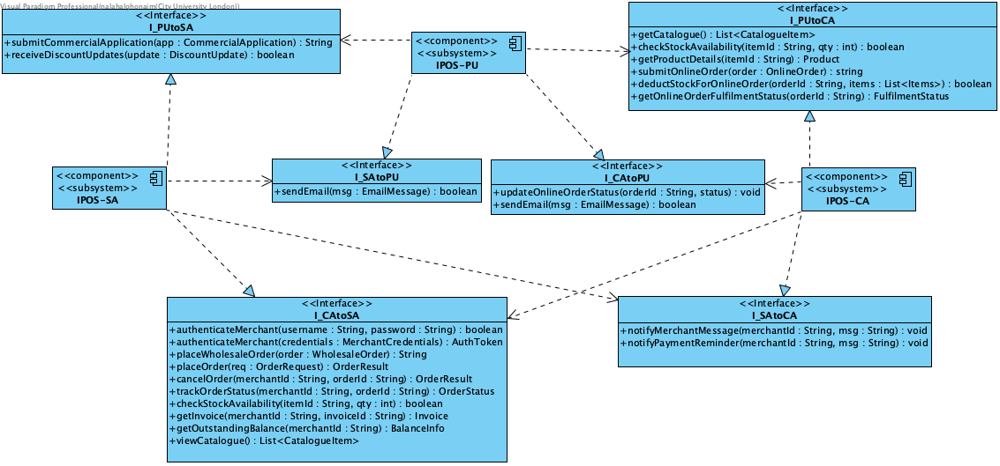 Visual Paradigm Professional(nalahalghonaim(City University London))
<<Interface>>
I_PUtoSA
+submitCommercialApplication(app : CommercialApplication) : String
+receiveDiscountUpdates(update : DiscountUpdate) : boolean
<<component>>
<<subsystem>>
IPOS-PU
<<Interface>>
I_PUtoCA
+getCatalogue() : List<CatalogueItem>
+checkStockAvailability(itemId : String, qty : int) : boolean
+getProductDetails(itemId : String) : Product
+submitOnlineOrder(order : OnlineOrder) : string
+deductStockForOnlineOrder(orderId : String, items : List<Items>) : boolean
+getOnlineOrderFulfilmentStatus(orderId : String) : FulfilmentStatus
<<component>>
<<subsystem>>
IPOS-SA
<<Interface>>
I_SAtoPU
+sendEmail(msg : EmailMessage) : boolean
<<Interface>>
I_CAtoPU
+updateOnlineOrderStatus(orderId : String, status) : void
+sendEmail(msg : EmailMessage) : boolean
<<component>>
<<subsystem>>
IPOS-CA
<<Interface>>
I_CAtoSA
+authenticateMerchant(username : String, password : String) : boolean
+authenticateMerchant(credentials : MerchantCredentials) : AuthToken
+placeWholesaleOrder(order : WholesaleOrder) : String
+placeOrder(req : OrderRequest) : OrderResult
+cancelOrder(merchantId : String, orderId : String) : OrderResult
+trackOrderStatus(merchantId : String, orderId : String) : OrderStatus
+checkStockAvailability(itemId : String, qty : int) : boolean
+getInvoice(merchantId : String, invoiceId : String) : Invoice
+getOutstandingBalance(merchantId : String) : BalanceInfo
+viewCatalogue() : List<CatalogueItem>
<<Interface>>
I_SAtoCA
+notifyMerchantMessage(merchantId : String, msg : String) : void
+notifyPaymentReminder(merchantId : String, msg : String) : void